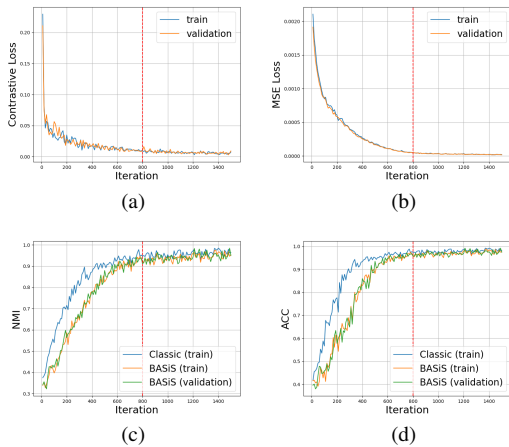 Contrastive Loss
0.20
0.15
0.10
0.05
0.00
train
validation
0 200 400 600 800 1000 1200 1400
Iteration
(a)
MSE Loss
0.0020
0.0015
0.0010
0.0005
0.0000
train
validation
0 200 400 600 800 1000 1200 1400
Iteration
(b)
NMI
1.0
0.9
0.8
0.7
0.6
0.5
0.4
0.3
Classic (train)
BASiS (train)
BASiS (validation)
0 200 400 600 800 1000 1200 1400
Iteration
(c)
ACC
1.0
0.9
0.8
0.7
0.6
0.5
0.4
Classic (train)
BASiS (train)
BASiS (validation)
0 200 400 600 800 1000 1200 1400
Iteration
(d)